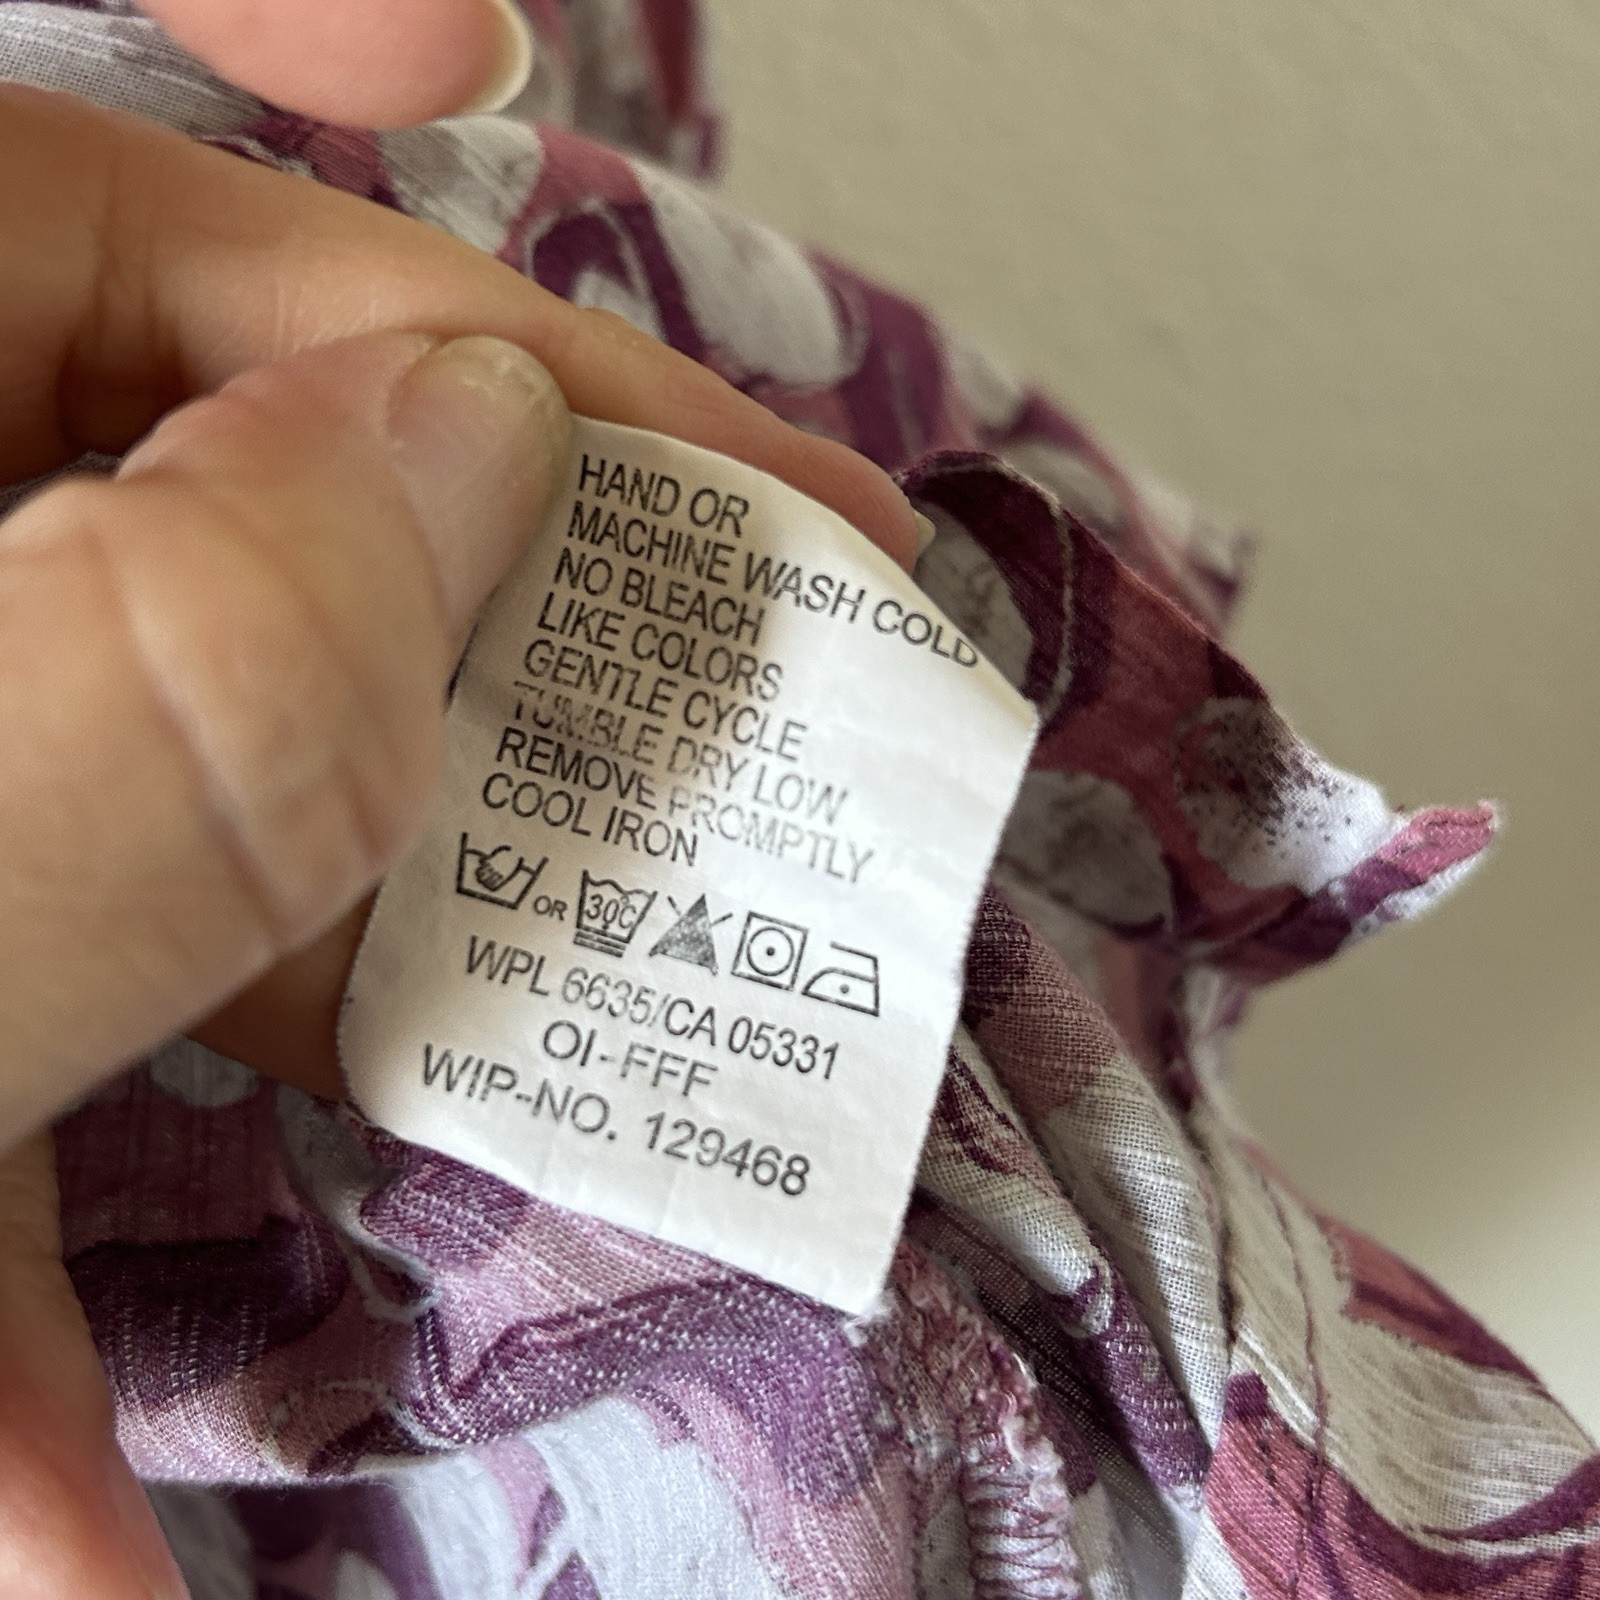 HAND OR
MACHINE WASH COLD
NO BLEACH
LIKE COLORS
GENTLE CYCLE
TUMBLE DRY LOW
REMOVE PROMPTLY
COOL IRON
OR 30C
WPL 6635/CA 05331
OI-FFF
WIP-NO. 129468